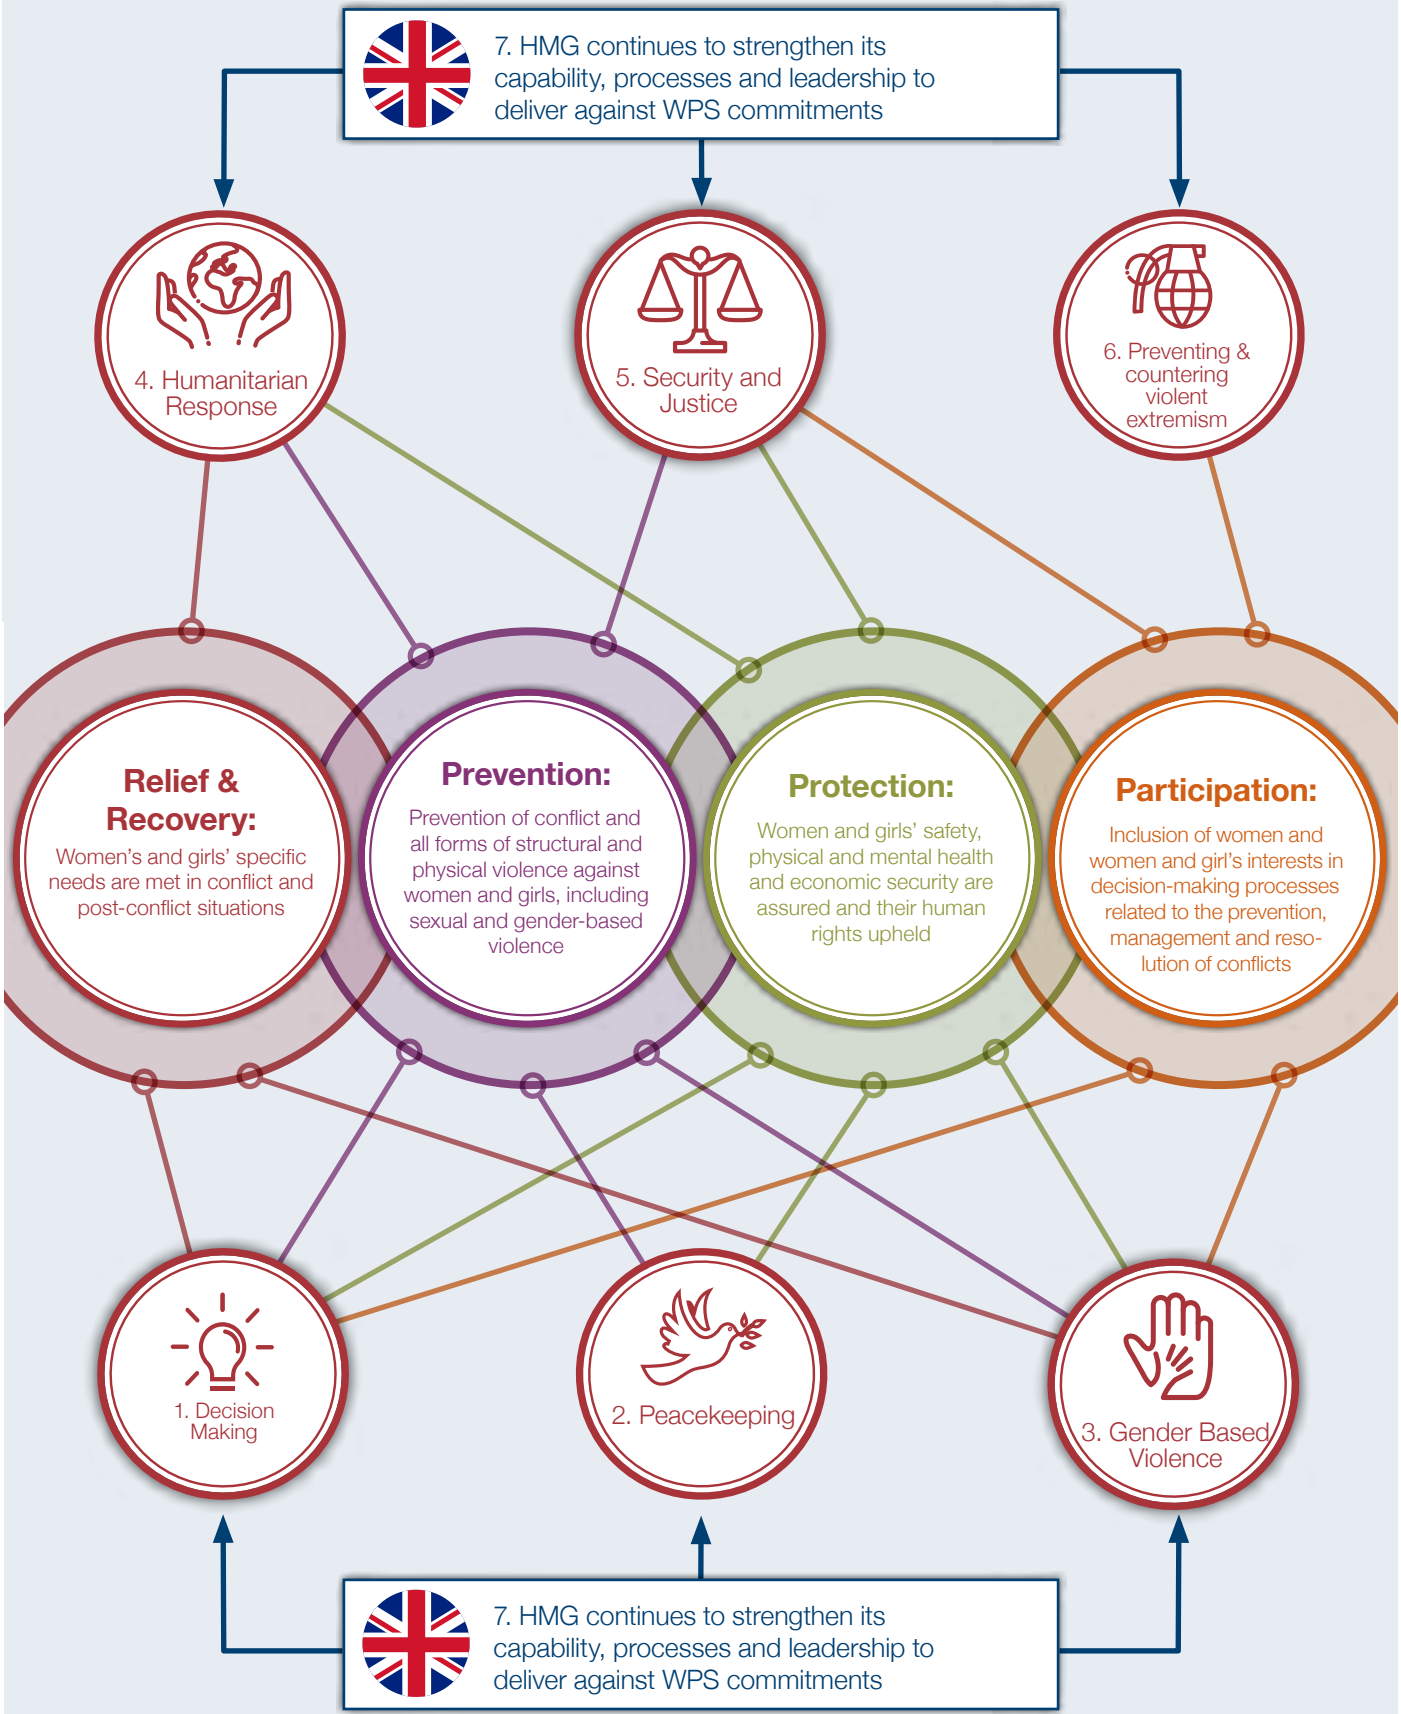 7. HMG continues to strengthen its
capability, processes and leadership to
deliver against WPS commitments
4. Humanitarian
Response
5. Security and
Justice
6. Preventing &
countering
violent
extremism
Relief &
Recovery:
Women's and girls' specific
needs are met in conflict and
post-conflict situations
Prevention:
Prevention of conflict and
all forms of structural and
physical violence against
women and girls, including
sexual and gender-based
violence
Protection:
Women and girls' safety,
physical and mental health
and economic security are
assured and their human
rights upheld
Participation:
Inclusion of women and
women and girl's interests in
decision-making processes
related to the prevention,
management and reso-
lution of conflicts
1. Decision
Making
2. Peacekeeping
3. Gender Based
Violence
7. HMG continues to strengthen its
capability, processes and leadership to
deliver against WPS commitments